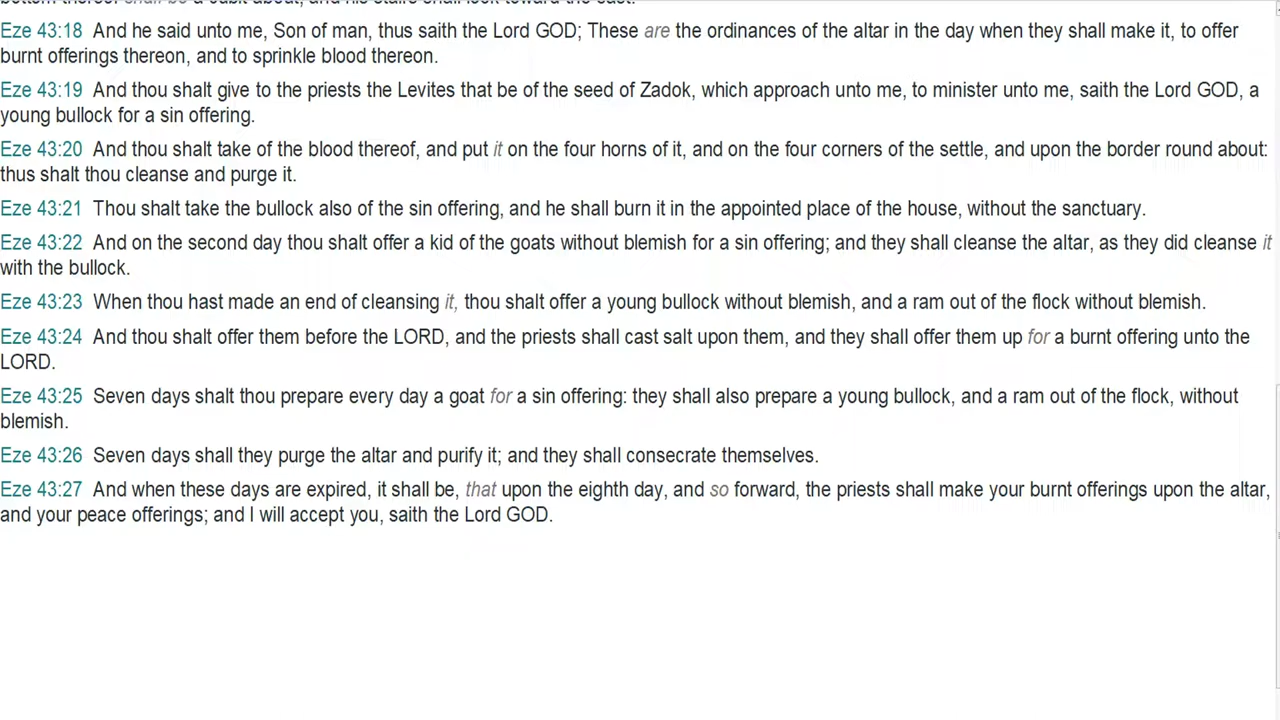 bottom thereof shall be a cubit about; and his stairs shall look toward the east.
Eze 43:18 And he said unto me, Son of man, thus saith the Lord GOD; These are the ordinances of the altar in the day when they shall make it, to offer
burnt offerings thereon, and to sprinkle blood thereon.
Eze 43:19 And thou shalt give to the priests the Levites that be of the seed of Zadok, which approach unto me, to minister unto me, saith the Lord GOD, a
young bullock for a sin offering.
Eze 43:20 And thou shalt take of the blood thereof, and put it on the four horns of it, and on the four corners of the settle, and upon the border round about:
thus shalt thou cleanse and purge it.
Eze 43:21 Thou shalt take the bullock also of the sin offering, and he shall burn it in the appointed place of the house, without the sanctuary.
Eze 43:22 And on the second day thou shalt offer a kid of the goats without blemish for a sin offering; and they shall cleanse the altar, as they did cleanse it
with the bullock.
Eze 43:23 When thou hast made an end of cleansing it, thou shalt offer a young bullock without blemish, and a ram out of the flock without blemish.
Eze 43:24 And thou shalt offer them before the LORD, and the priests shall cast salt upon them, and they shall offer them up for a burnt offering unto the
LORD.
Eze 43:25 Seven days shalt thou prepare every day a goat for a sin offering: they shall also prepare a young bullock, and a ram out of the flock, without
blemish.
Eze 43:26 Seven days shall they purge the altar and purify it; and they shall consecrate themselves.
Eze 43:27 And when these days are expired, it shall be, that upon the eighth day, and so forward, the priests shall make your burnt offerings upon the altar,
and your peace offerings; and I will accept you, saith the Lord GOD.